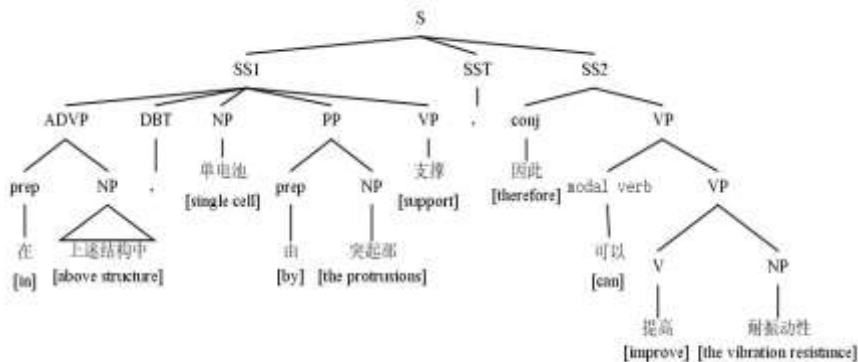 S
SS1 SST SS2
ADVP DBT NP PP VP , conj VP
prep NP , 单电池 prep NP 支撑 因此 modal verb VP
[single cell] [support] [therefore]
在 上述结构中 由 突起部 可以 V NP
[in] [above structure] [by] [the protrusions] [can]
提高 耐振动性
[improve] [the vibration resistance]